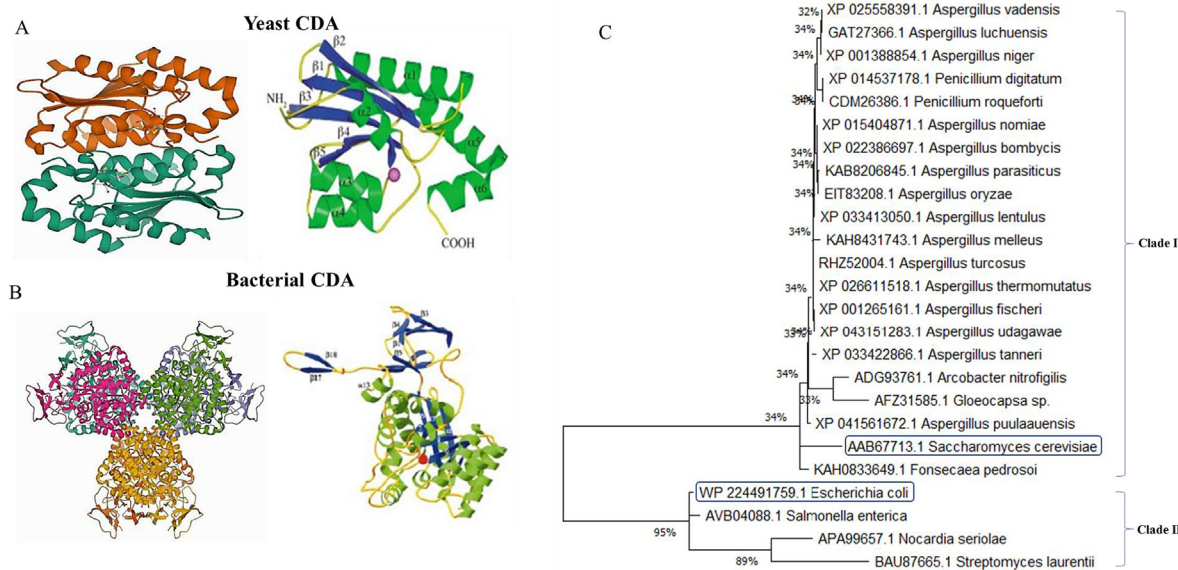 A
Yeast CDA
β2
β1
α1
NH2
β3
α2
β4
α5
β5
α3
α6
α4
COOH
B
Bacterial CDA
β3
β4
β18
β17
α13
C
32%
XP 025558391.1 Aspergillus vadensis
34%
GAT27366.1 Aspergillus luchuensis
34%
XP 001388854.1 Aspergillus niger
XP 014537178.1 Penicillium digitatum
CDM26386.1 Penicillium roqueforti
XP 015404871.1 Aspergillus nomiae
34%
XP 022386697.1 Aspergillus bombycis
34%
KAB8206845.1 Aspergillus parasiticus
34%
EIT83208.1 Aspergillus oryzae
XP 033413050.1 Aspergillus lentulus
34%
KAH8431743.1 Aspergillus melleus
Clade I
RHZ52004.1 Aspergillus turcosus
34%
XP 026611518.1 Aspergillus thermomutatus
XP 001265161.1 Aspergillus fischeri
XP 043151283.1 Aspergillus udagawae
XP 033422866.1 Aspergillus tanneri
34%
ADG93761.1 Arcobacter nitrofigilis
33%
AFZ31585.1 Gloeocapsa sp.
34%
XP 041561672.1 Aspergillus puulaauensis
AAB67713.1 Saccharomyces cerevisiae
KAH0833649.1 Fonsecaea pedrosoi
WP 224491759.1 Escherichia coli
AVB04088.1 Salmonella enterica
95%
Clade II
APA99657.1 Nocardia seriolae
89%
BAU87665.1 Streptomyces laurentii